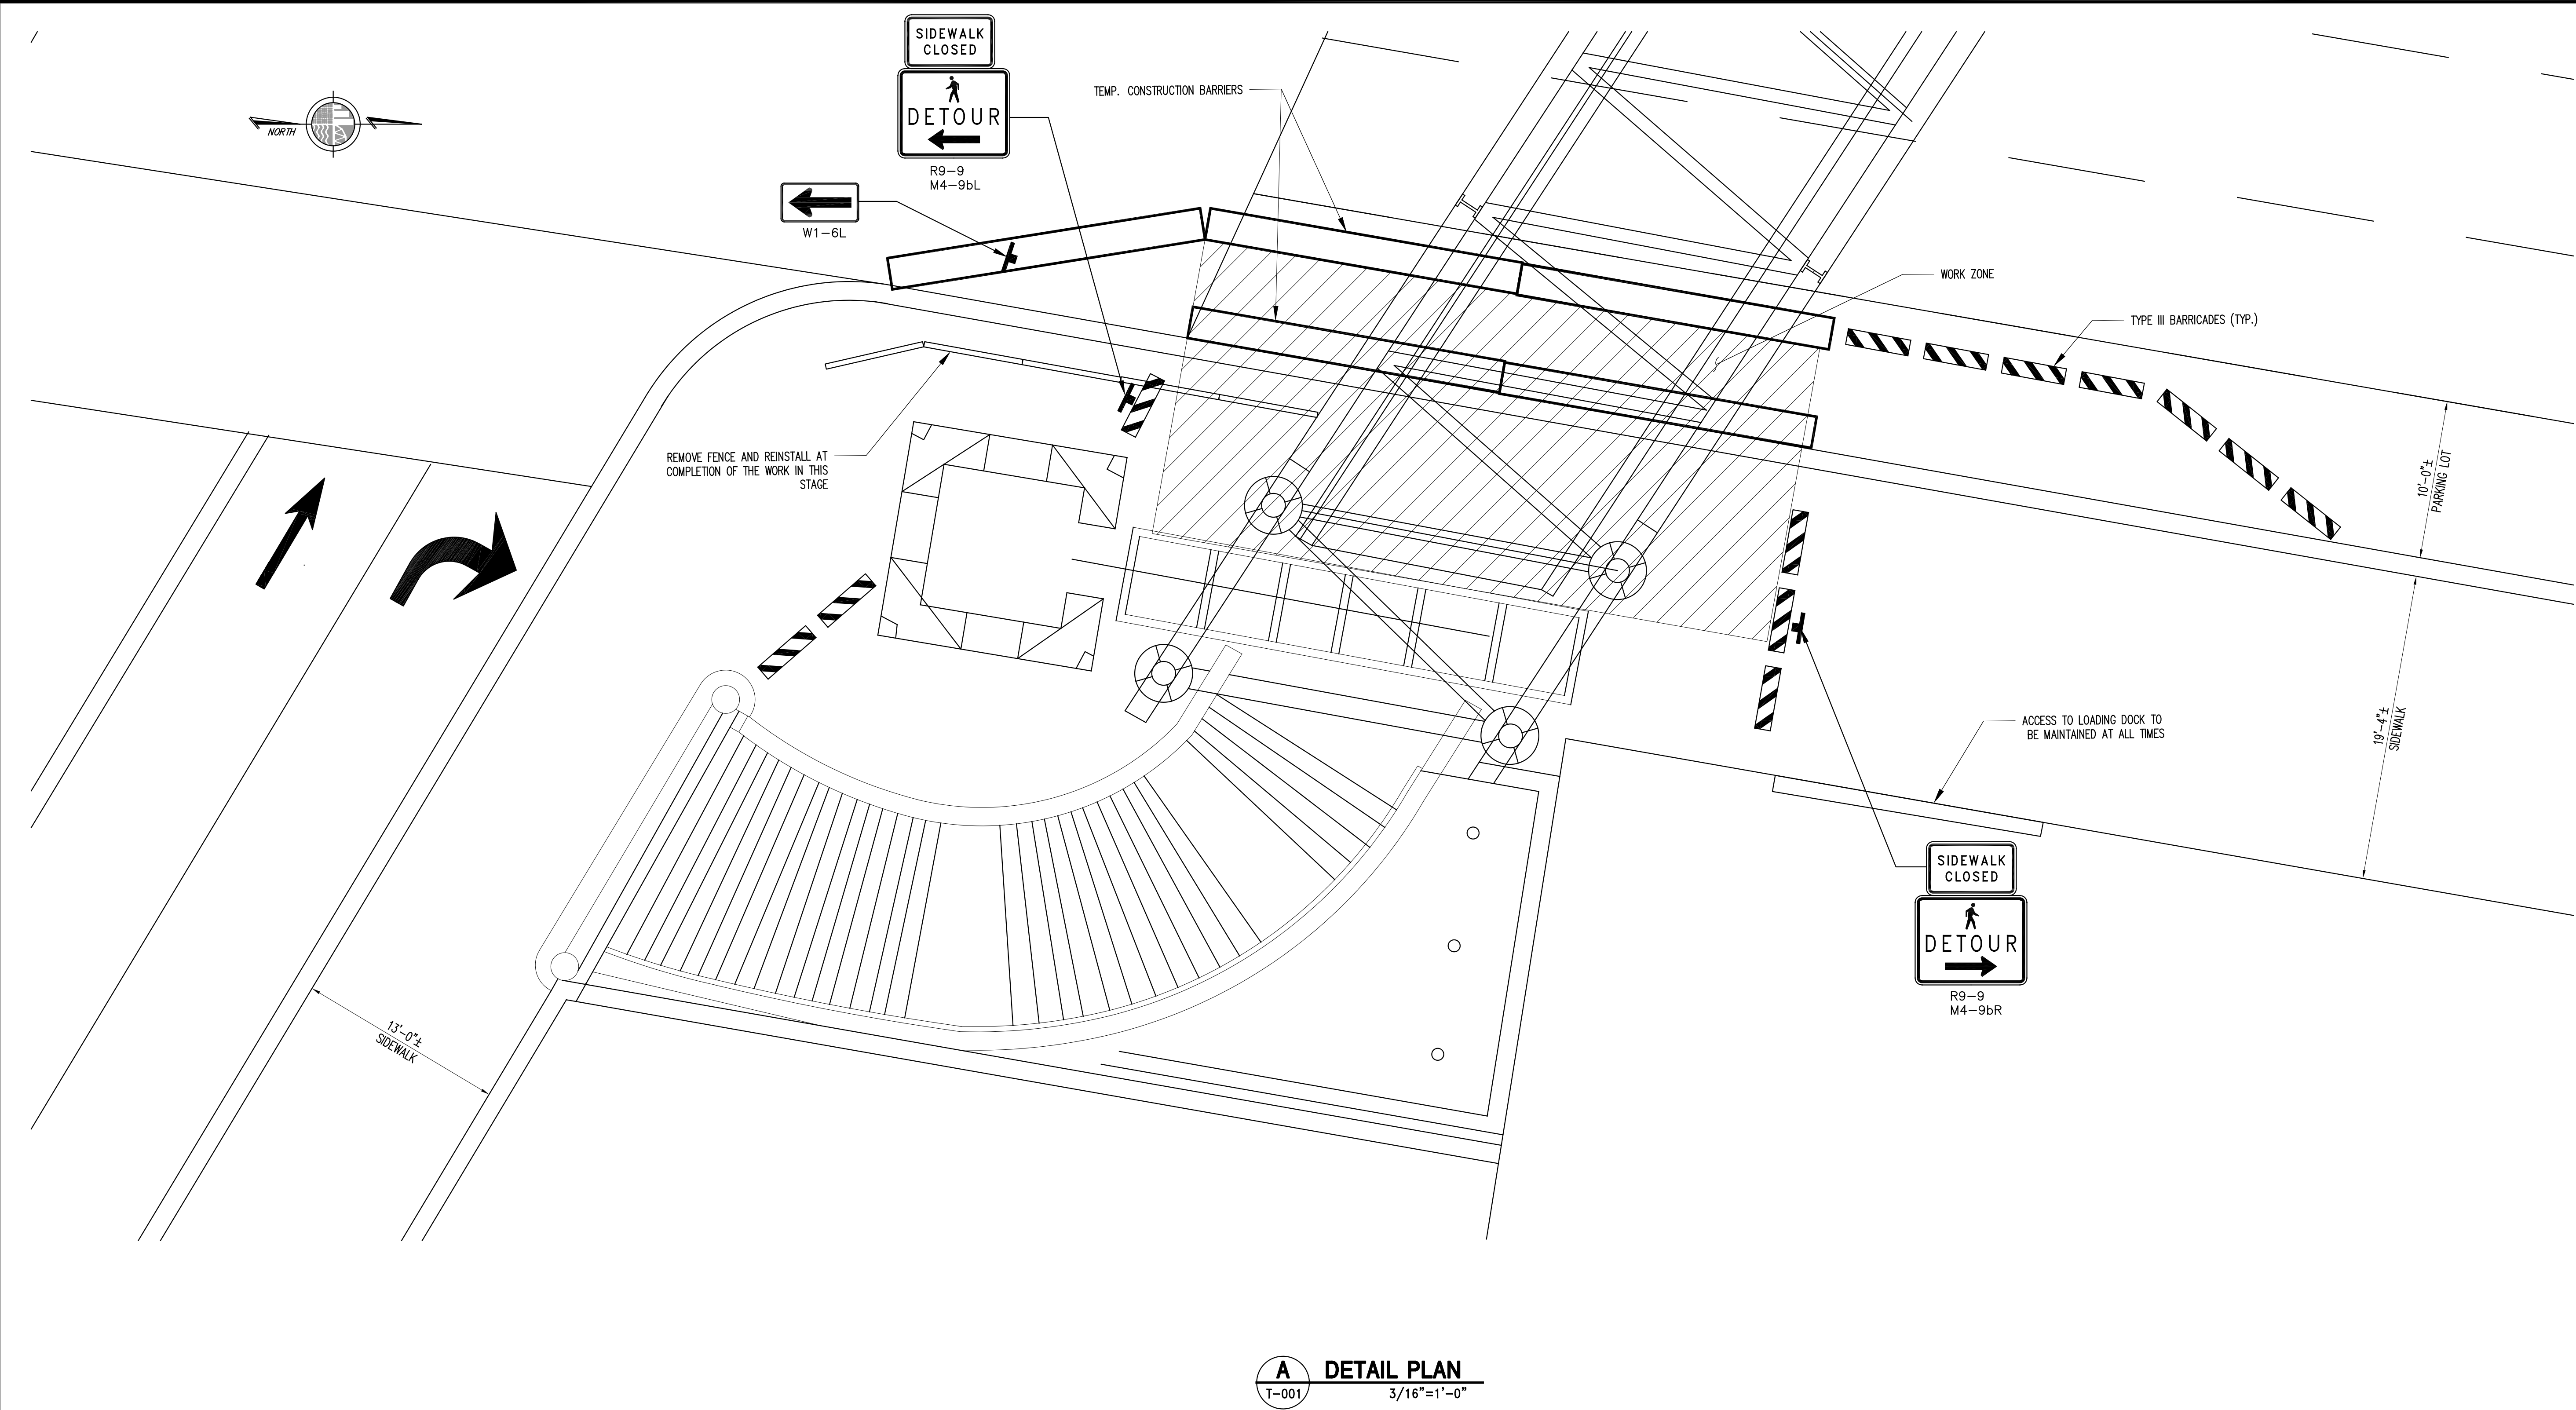 SIDEWALK
CLOSED
DETOUR
R9-9
M4-9bL
NORTH
W1-6L
TEMP. CONSTRUCTION BARRIERS
WORK ZONE
TYPE III BARRICADES (TYP.)
REMOVE FENCE AND REINSTALL AT
COMPLETION OF THE WORK IN THIS
STAGE
10'-0"±
PARKING LOT
19'-4"±
SIDEWALK
ACCESS TO LOADING DOCK TO
BE MAINTAINED AT ALL TIMES
SIDEWALK
CLOSED
DETOUR
R9-9
M4-9bR
13'-0"±
SIDEWALK
A
T-001
DETAIL PLAN
3/16"=1'-0"